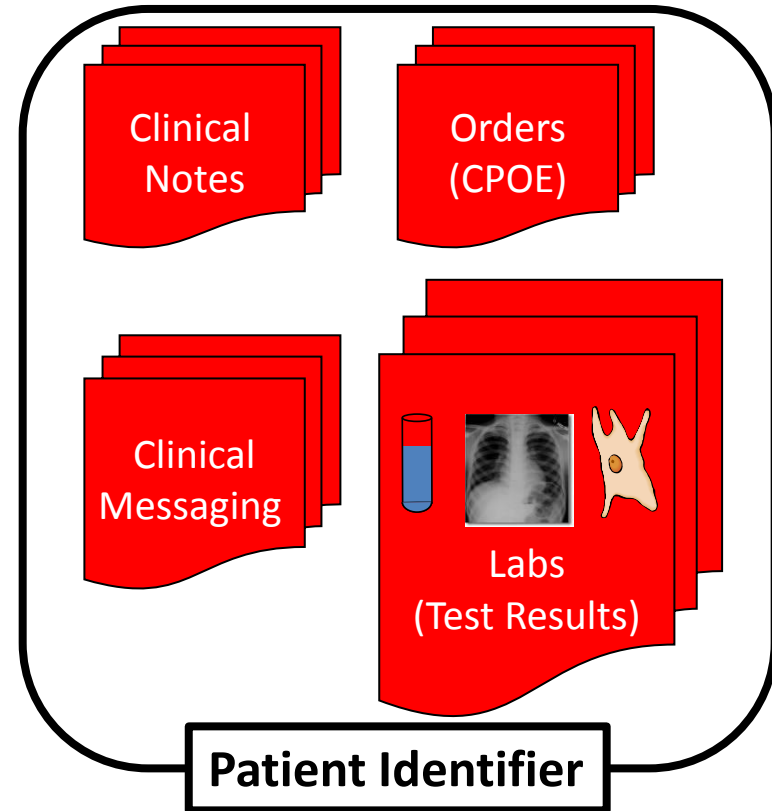 Clinical
Notes
Orders
(CPOE)
Clinical
Messaging
Labs
(Test Results)
Patient Identifier